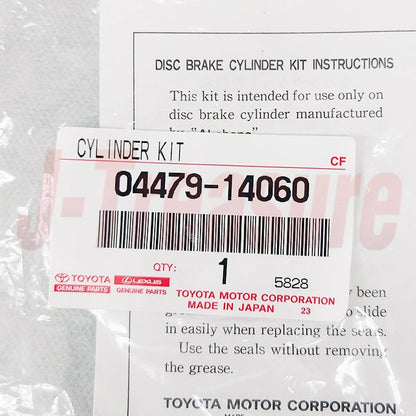 DISC BRAKE CYLINDER KIT INSTRUCTIONS
This kit is intended for use only on
disc brake cylinder manufactured
by "Akebono"
CYLINDER KIT
CF
04479-14060
QTY: 1 5828
TOYOTA LEXUS TOYOTA MOTOR CORPORATION
GENUINE PARTS GENUINE PARTS MADE IN JAPAN 23
been
to slide
in easily when replacing the seals.
Use the seals without removing
the grease.
TOYOTA MOTOR CORPORATION
J-Treasure